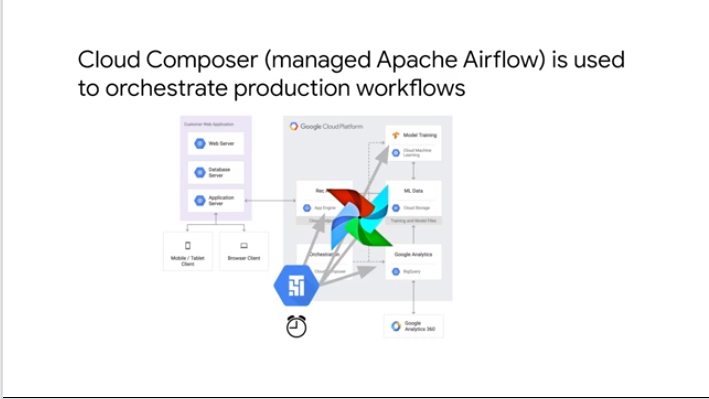 Cloud Composer (managed Apache Airflow) is used
to orchestrate production workflows
Customer Web Application
Web Server
Database
Server
Application
Server
Mobile / Tablet
Client
Browser Client
Google Cloud Platform
Model Training
Cloud Machine
Learning
Rec
App Engine
ML Data
Cloud Storage
Training and Model Files
Google Analytics
BigQuery
Google
Analytics 360